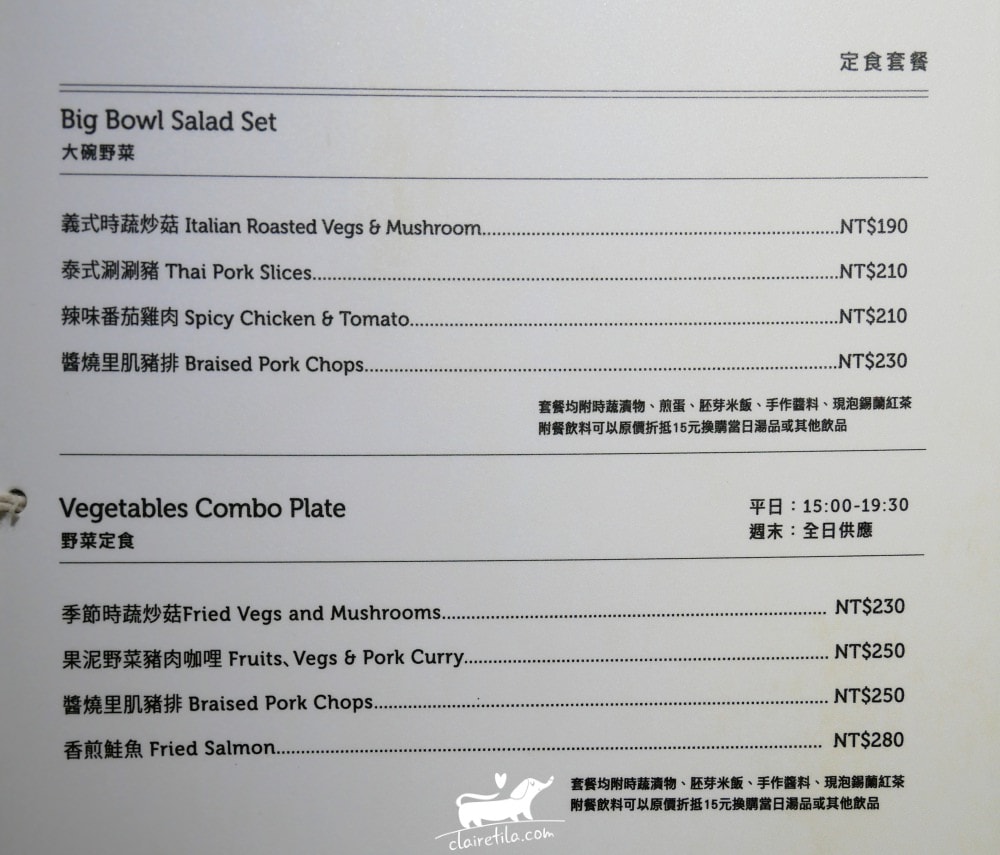 定食套餐
Big Bowl Salad Set
大碗野菜
義式時蔬炒菇 Italian Roasted Vegs & Mushroom NT$190
泰式涮涮豬 Thai Pork Slices NT$210
辣味番茄雞肉 Spicy Chicken & Tomato NT$210
醬燒里肌豬排 Braised Pork Chops NT$230
套餐均附時蔬漬物、煎蛋、胚芽米飯、手作醬料、現泡錫蘭紅茶
附餐飲料可以原價折抵15元換購當日湯品或其他飲品
Vegetables Combo Plate
野菜定食
平日：15:00-19:30
週末：全日供應
季節時蔬炒菇Fried Vegs and Mushrooms NT$230
果泥野菜豬肉咖哩 Fruits、Vegs & Pork Curry NT$250
醬燒里肌豬排 Braised Pork Chops NT$250
香煎鮭魚 Fried Salmon NT$280
套餐均附時蔬漬物、胚芽米飯、手作醬料、現泡錫蘭紅茶
附餐飲料可以原價折抵15元換購當日湯品或其他飲品
clairetila.com